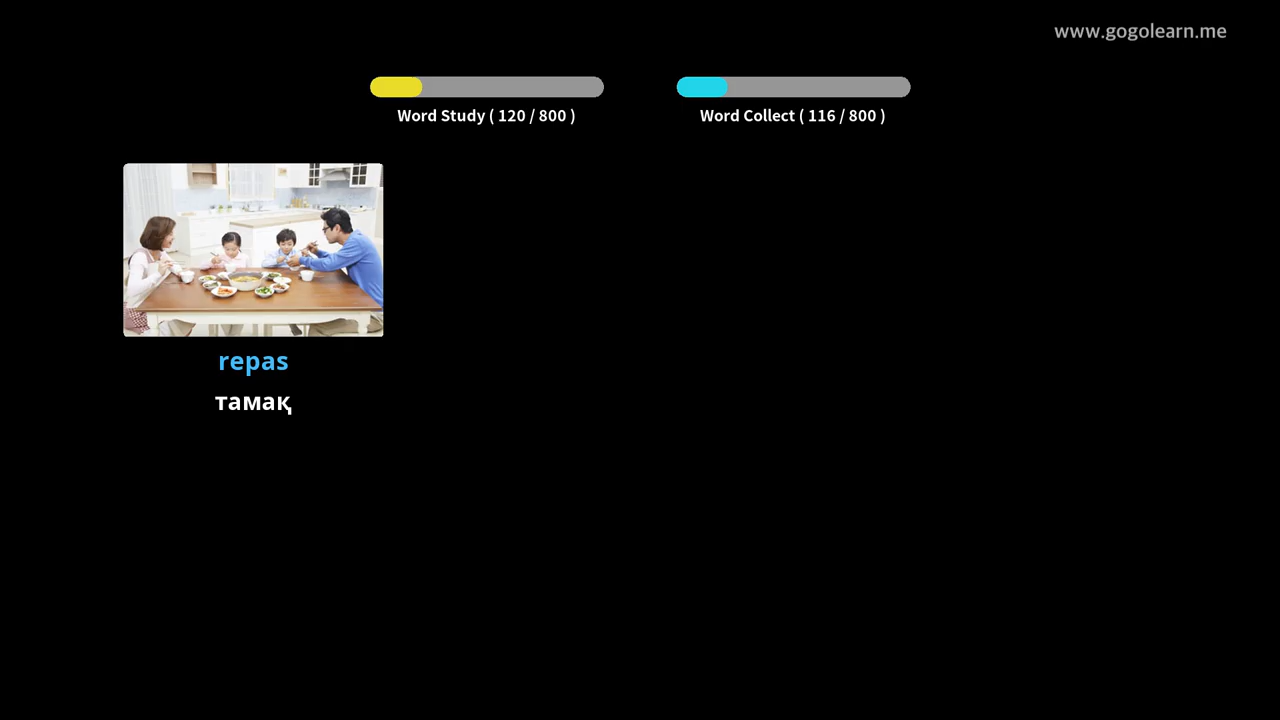 www.gogolearn.me
Word Study ( 120 / 800 )
Word Collect ( 116 / 800 )
repas
тамақ